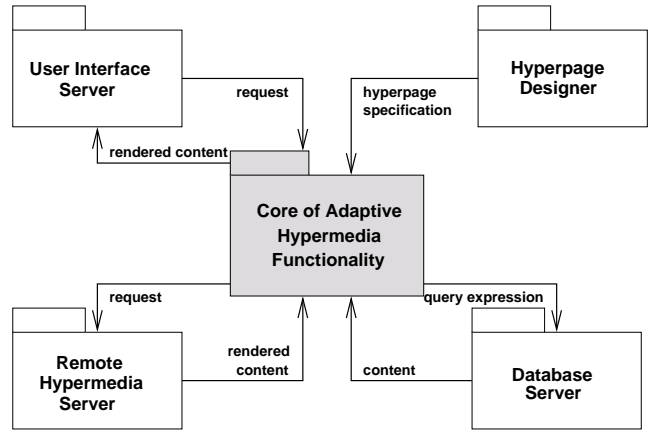 User Interface
Server
request
hyperpage
specification
Hyperpage
Designer
rendered content
Core of Adaptive
Hypermedia
Functionality
request
query expression
Remote
Hypermedia
Server
rendered
content
content
Database
Server